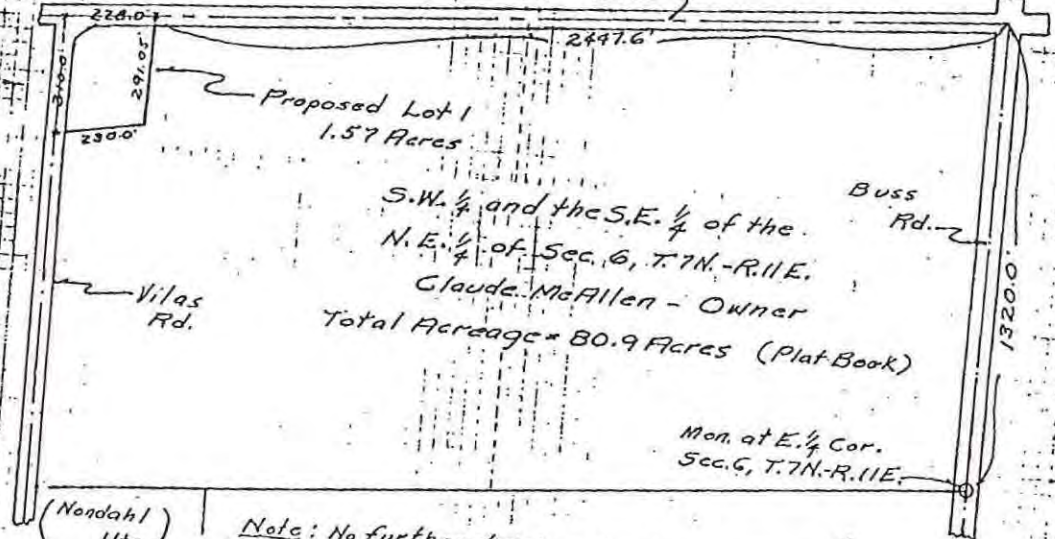 228.0'
2447.6'
310.0'
291.05'
230.0'
Proposed Lot 1
1.57 Acres
S.W. 1/4 and the S.E. 1/4 of the
N.E. 1/4 of Sec. 6, T.7N.-R.11E.
Claude McAllen - Owner
Total Acreage = 80.9 Acres (Plat Book)
Buss
Rd.
Vilas
Rd.
1320.0'
Mon. at E. 1/4 Cor.
Sec. 6, T.7N.-R.11E.
(Nondahl
Note: No further